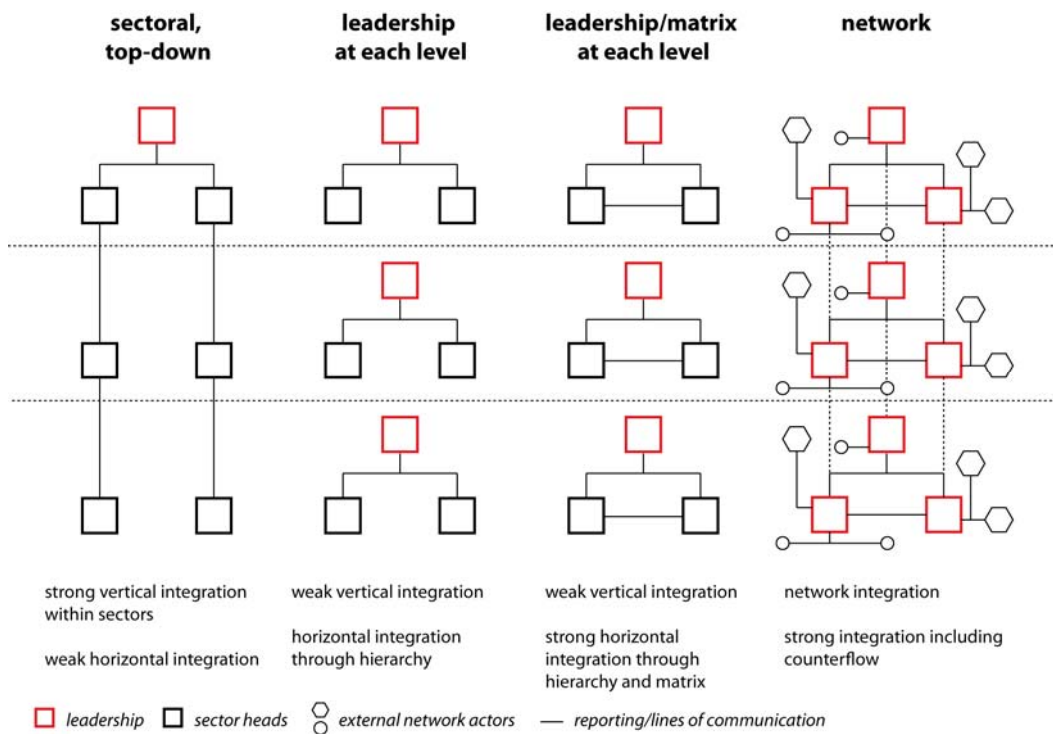 sectoral,
top-down
leadership
at each level
leadership/matrix
at each level
network
strong vertical integration
within sectors
weak horizontal integration
weak vertical integration
horizontal integration
through hierarchy
weak vertical integration
strong horizontal
integration through
hierarchy and matrix
network integration
strong integration including
counterflow
leadership sector heads external network actors reporting/lines of communication